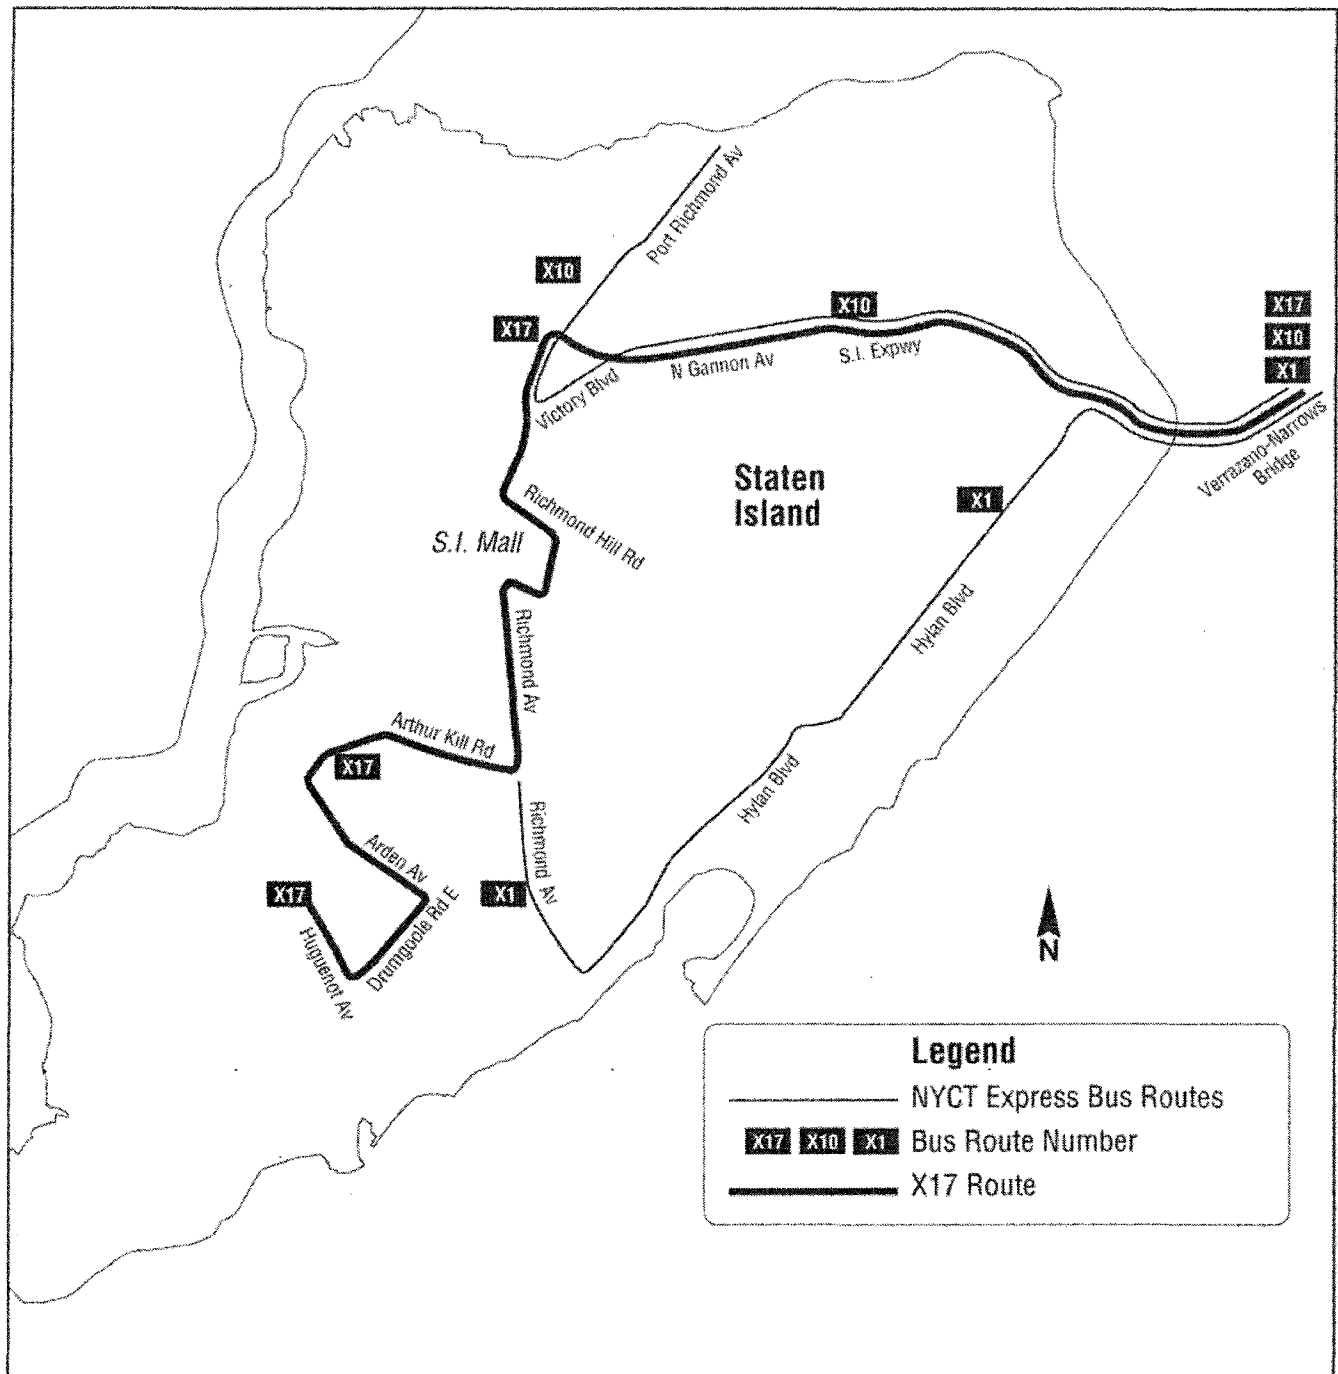 Port Richmond Av
X10
X17
X10
X17
X10
X1
N Gannon Av
S.I. Expwy
Victory Blvd
Verrazano-Narrows
Bridge
Staten
Island
X1
Richmond Hill Rd
S.I. Mall
Hylan Blvd
Richmond Av
Arthur Kill Rd
X17
Hylan Blvd
Richmond Av
Arden Av
X17
X1
Drumgoole Rd E
Huguenot Av
N
Legend
NYCT Express Bus Routes
X17 X10 X1 Bus Route Number
X17 Route